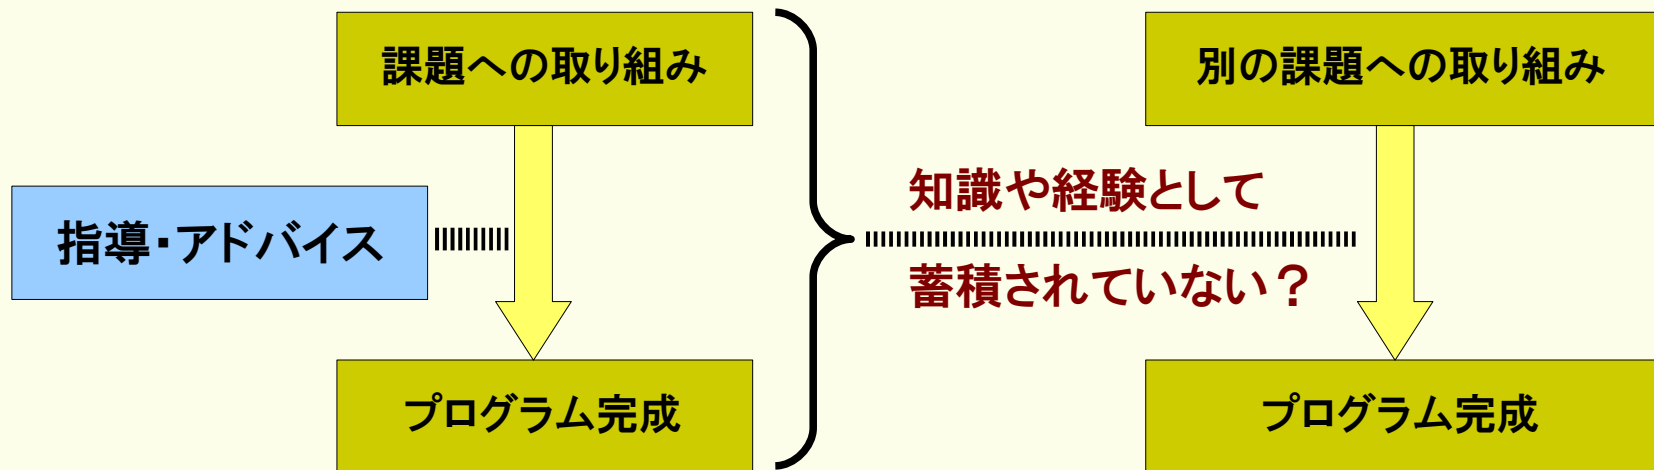 課題への取り組み
別の課題への取り組み
指導・アドバイス
知識や経験として
蓄積されていない？
プログラム完成
プログラム完成